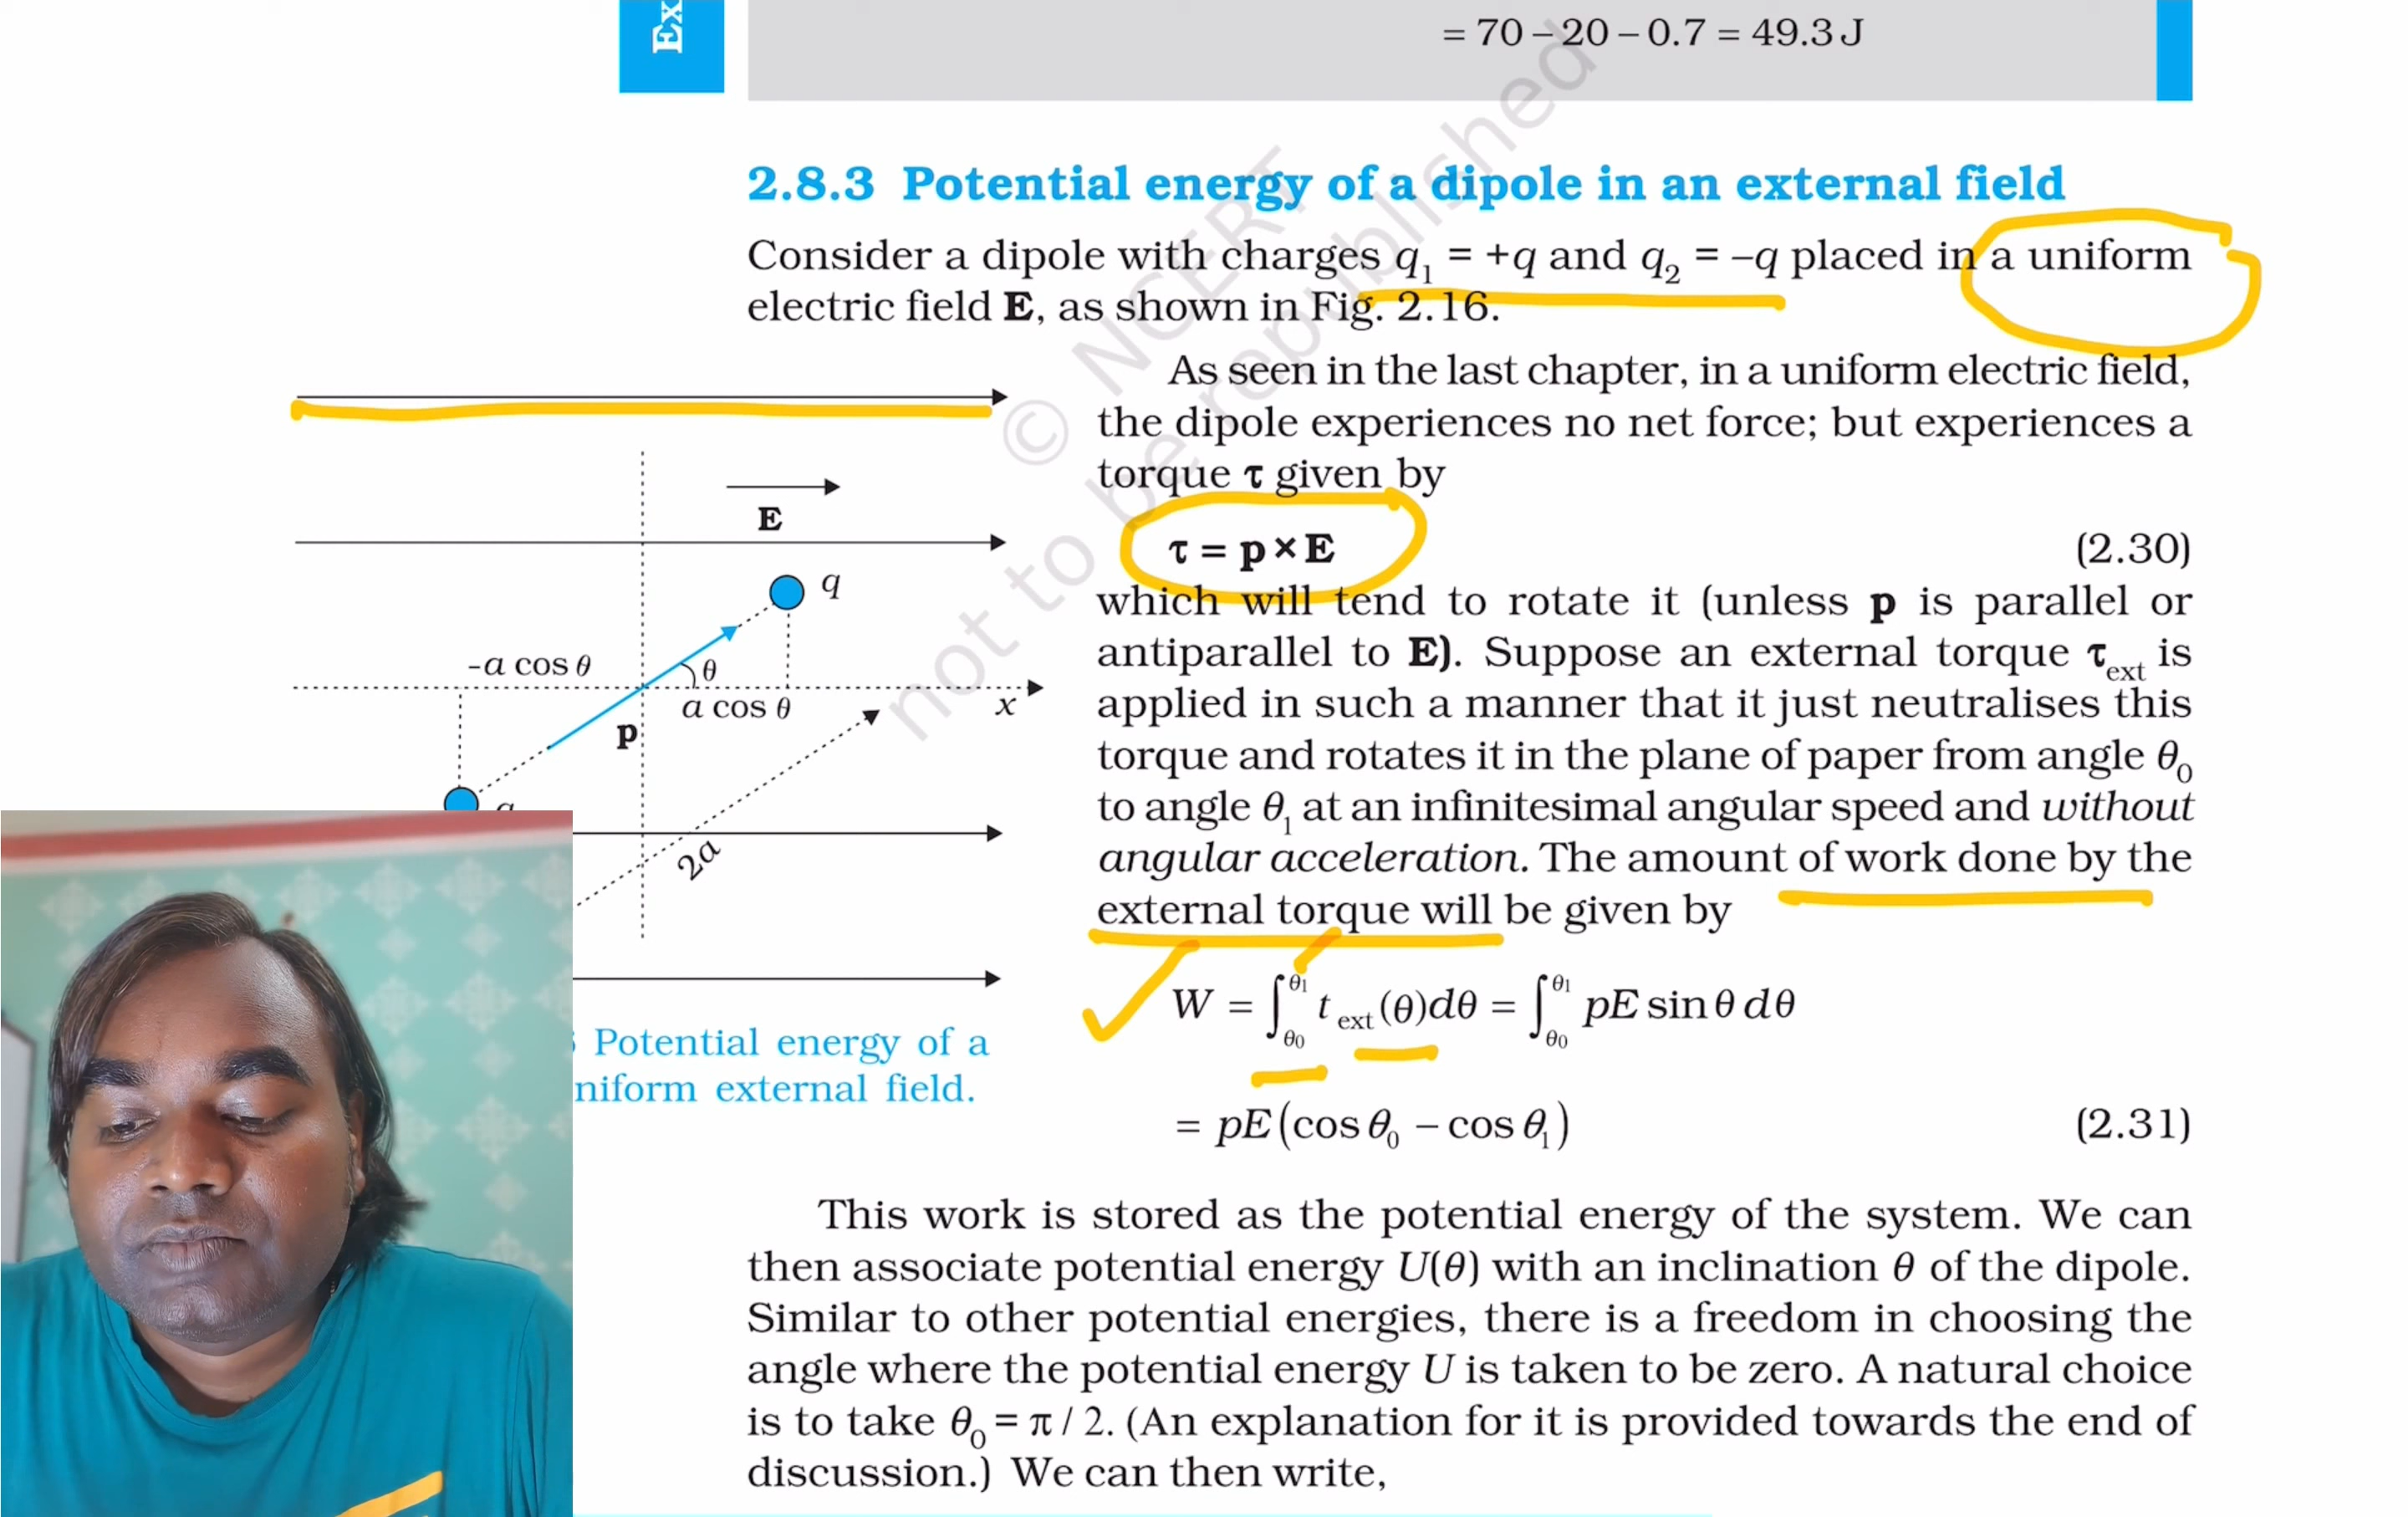 Ex
= 70 – 20 – 0.7 = 49.3 J
2.8.3 Potential energy of a dipole in an external field
Consider a dipole with charges q₁ = +q and q₂ = –q placed in a uniform
electric field E, as shown in Fig. 2.16.
As seen in the last chapter, in a uniform electric field,
the dipole experiences no net force; but experiences a
torque τ given by
τ = p × E (2.30)
which will tend to rotate it (unless p is parallel or
antiparallel to E). Suppose an external torque τ_ext is
applied in such a manner that it just neutralises this
torque and rotates it in the plane of paper from angle θ₀
to angle θ₁ at an infinitesimal angular speed and without
angular acceleration. The amount of work done by the
external torque will be given by
W = ∫_θ₀^θ₁ t_ext (θ)dθ = ∫_θ₀^θ₁ pE sin θ dθ
= pE (cos θ₀ – cos θ₁) (2.31)
E
q
-a cos θ
θ
a cos θ
x
p
2a
Potential energy of a
niform external field.
This work is stored as the potential energy of the system. We can
then associate potential energy U(θ) with an inclination θ of the dipole.
Similar to other potential energies, there is a freedom in choosing the
angle where the potential energy U is taken to be zero. A natural choice
is to take θ₀ = π / 2. (An explanation for it is provided towards the end of
discussion.) We can then write,
© NCERT
not to be republished